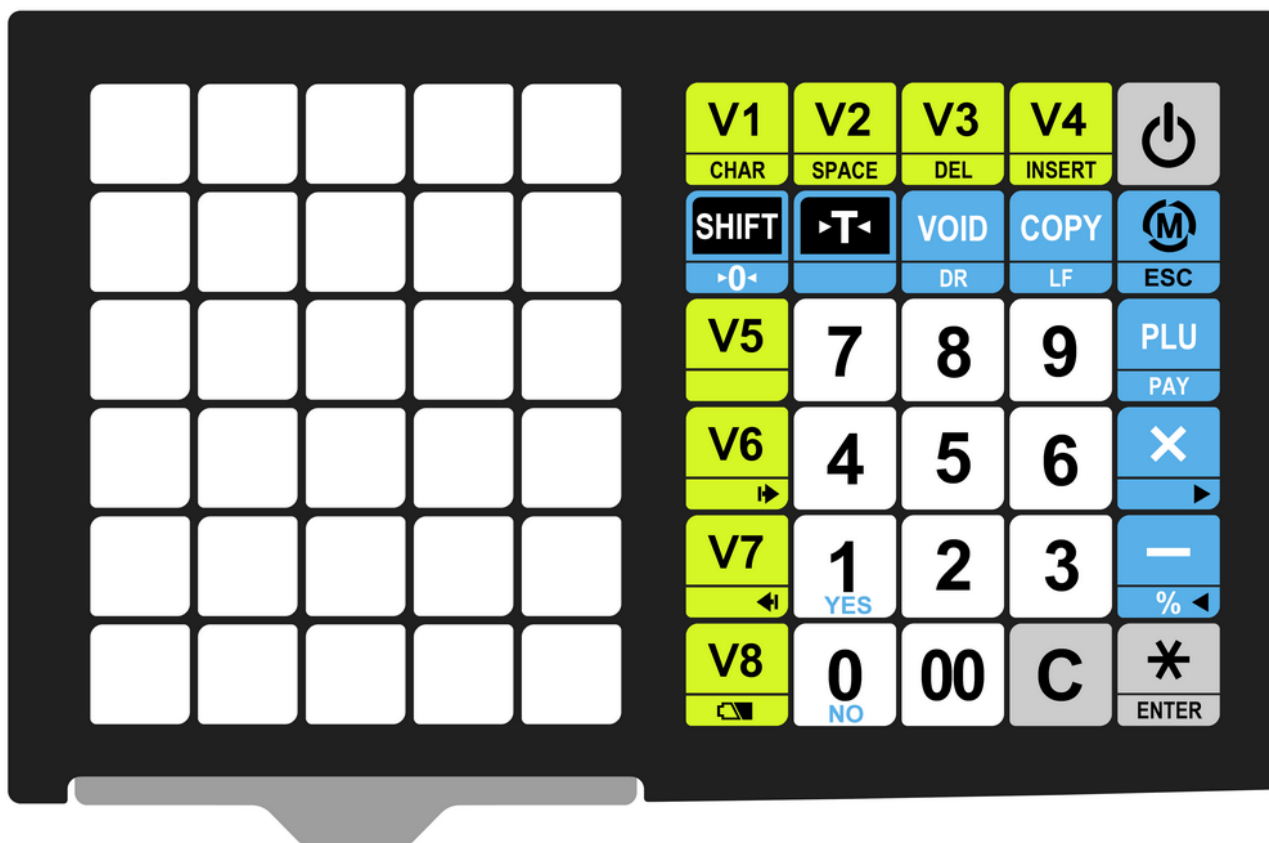 V1 V2 V3 V4
CHAR SPACE DEL INSERT
SHIFT ▸T◂ VOID COPY M
▸0◂ DR LF ESC
V5 7 8 9 PLU
PAY
V6 4 5 6 ×
V7 1 2 3 –
YES %
V8 0 00 C *
NO ENTER